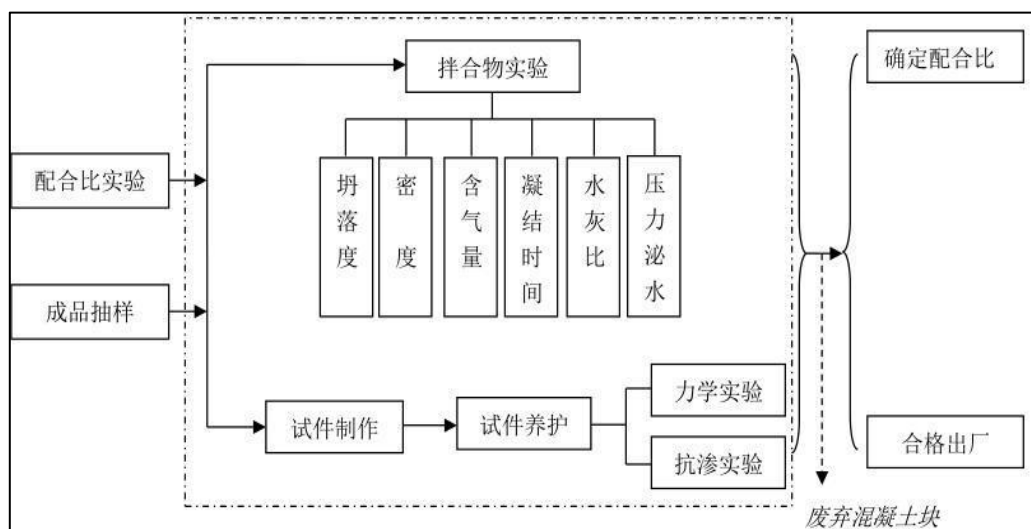 拌合物实验
确定配合比
配合比实验
坍落度
密度
含气量
凝结时间
水灰比
压力泌水
成品抽样
力学实验
试件制作
试件养护
抗渗实验
合格出厂
废弃混凝土块